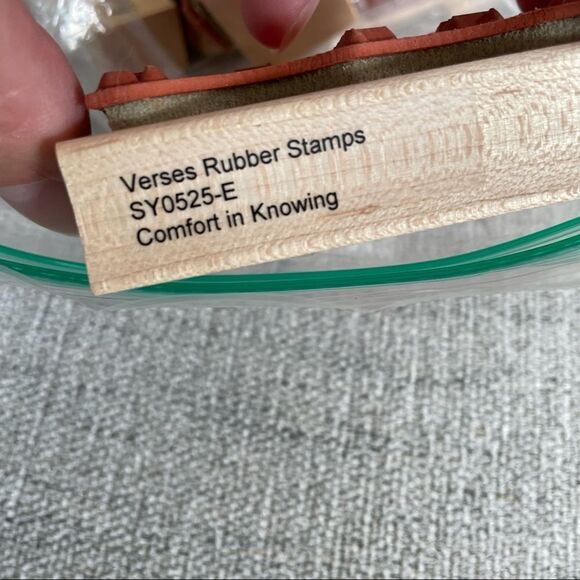 Verses Rubber Stamps
SY0525-E
Comfort in Knowing